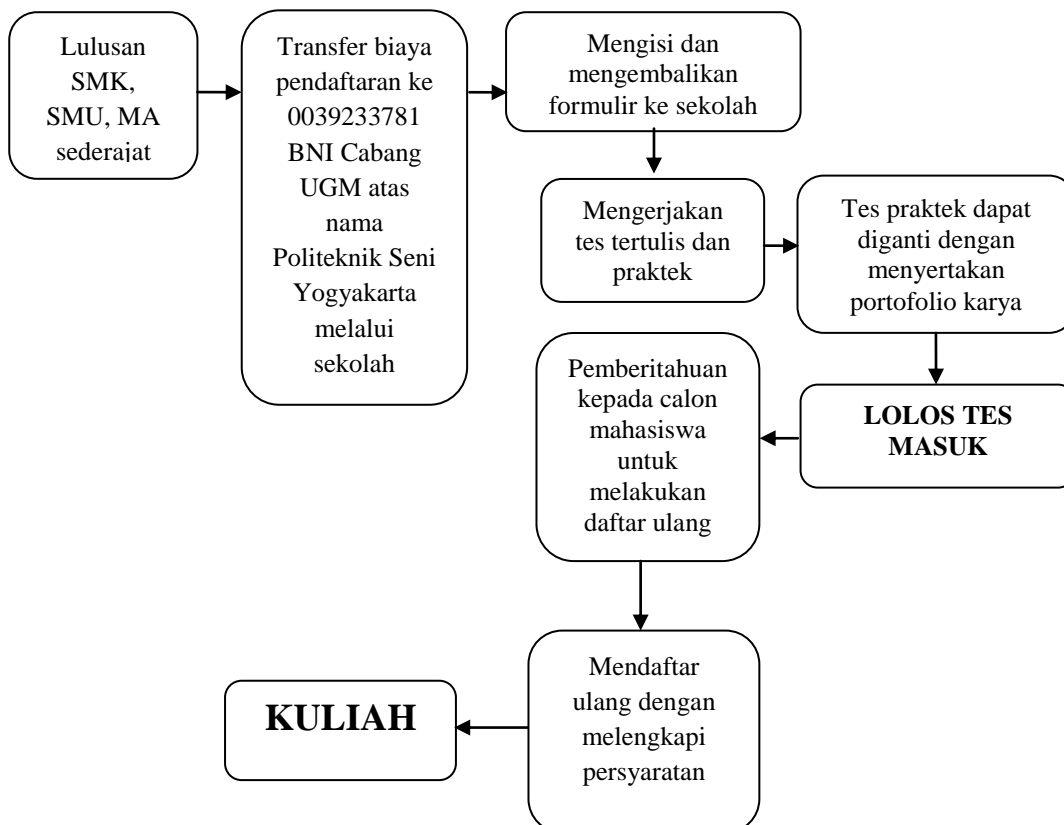 Lulusan
SMK,
SMU, MA
sederajat
Transfer biaya
pendaftaran ke
0039233781
BNI Cabang
UGM atas
nama
Politeknik Seni
Yogyakarta
melalui
sekolah
Mengisi dan
mengembalikan
formulir ke sekolah
Mengerjakan
tes tertulis dan
praktek
Tes praktek dapat
diganti dengan
menyertakan
portofolio karya
LOLOS TES
MASUK
Pemberitahuan
kepada calon
mahasiswa
untuk
melakukan
daftar ulang
Mendaftar
ulang dengan
melengkapi
persyaratan
KULIAH